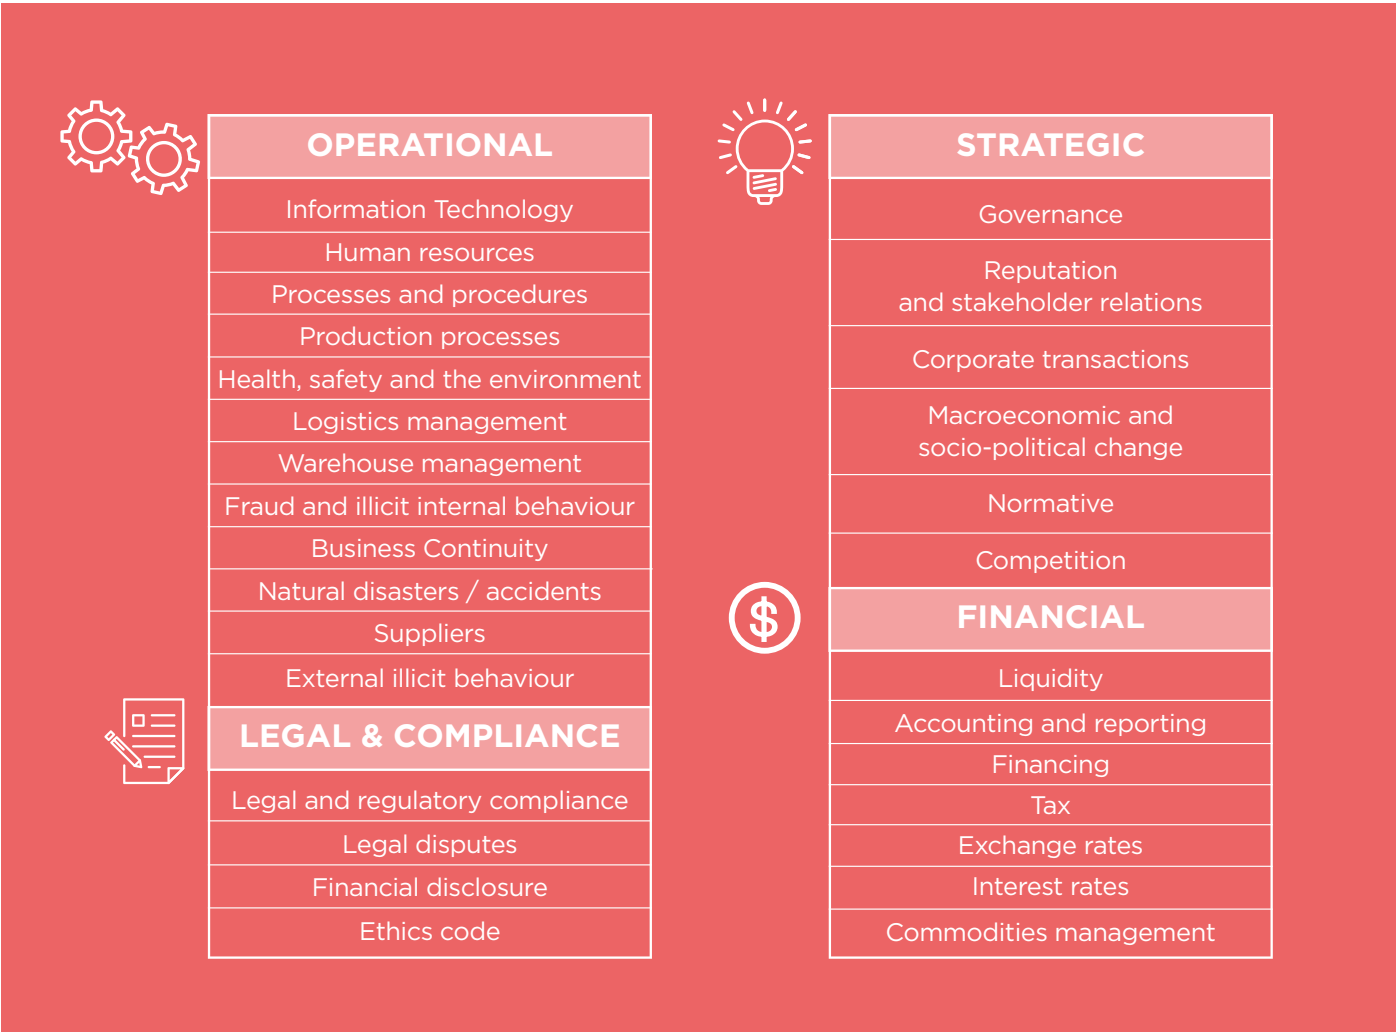 OPERATIONAL
Information Technology
Human resources
Processes and procedures
Production processes
Health, safety and the environment
Logistics management
Warehouse management
Fraud and illicit internal behaviour
Business Continuity
Natural disasters / accidents
Suppliers
External illicit behaviour
LEGAL & COMPLIANCE
Legal and regulatory compliance
Legal disputes
Financial disclosure
Ethics code
STRATEGIC
Governance
Reputation
and stakeholder relations
Corporate transactions
Macroeconomic and
socio-political change
Normative
Competition
$
FINANCIAL
Liquidity
Accounting and reporting
Financing
Tax
Exchange rates
Interest rates
Commodities management